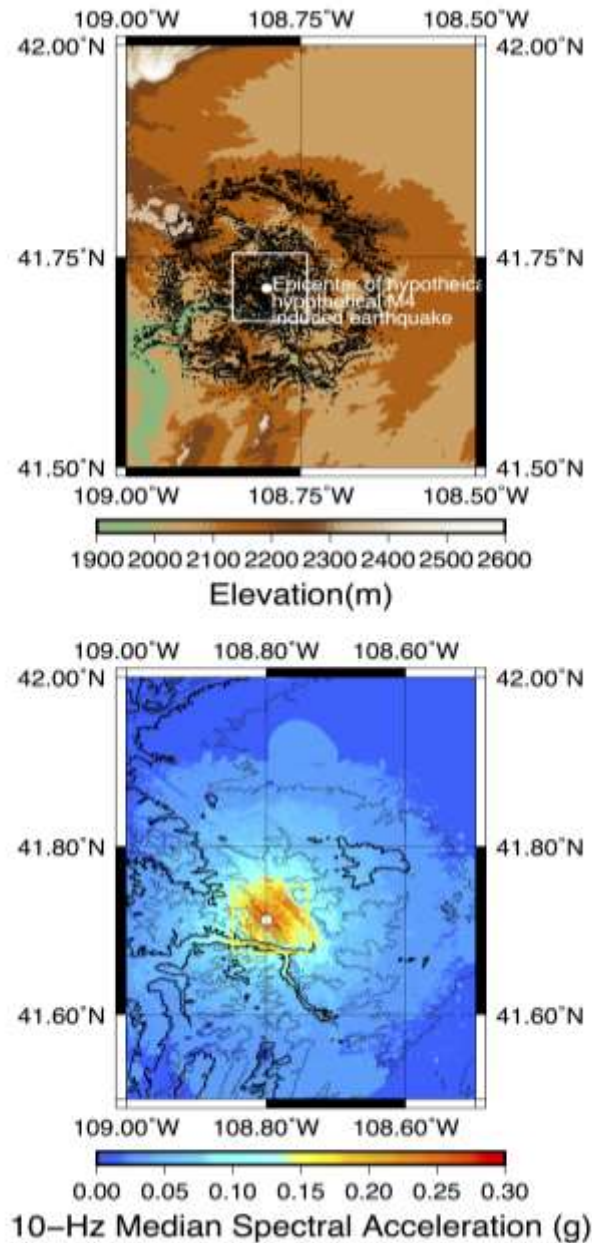 109.00°W 108.75°W 108.50°W
42.00°N 42.00°N
41.75°N 41.75°N
Epicenter of hypotheica
hypothetical M4
induced earthquake
41.50°N 41.50°N
109.00°W 108.75°W 108.50°W
1900 2000 2100 2200 2300 2400 2500 2600
Elevation(m)
109.00°W 108.80°W 108.60°W
42.00°N 42.00°N
41.80°N 41.80°N
41.60°N 41.60°N
109.00°W 108.80°W 108.60°W
0.00 0.05 0.10 0.15 0.20 0.25 0.30
10-Hz Median Spectral Acceleration (g)